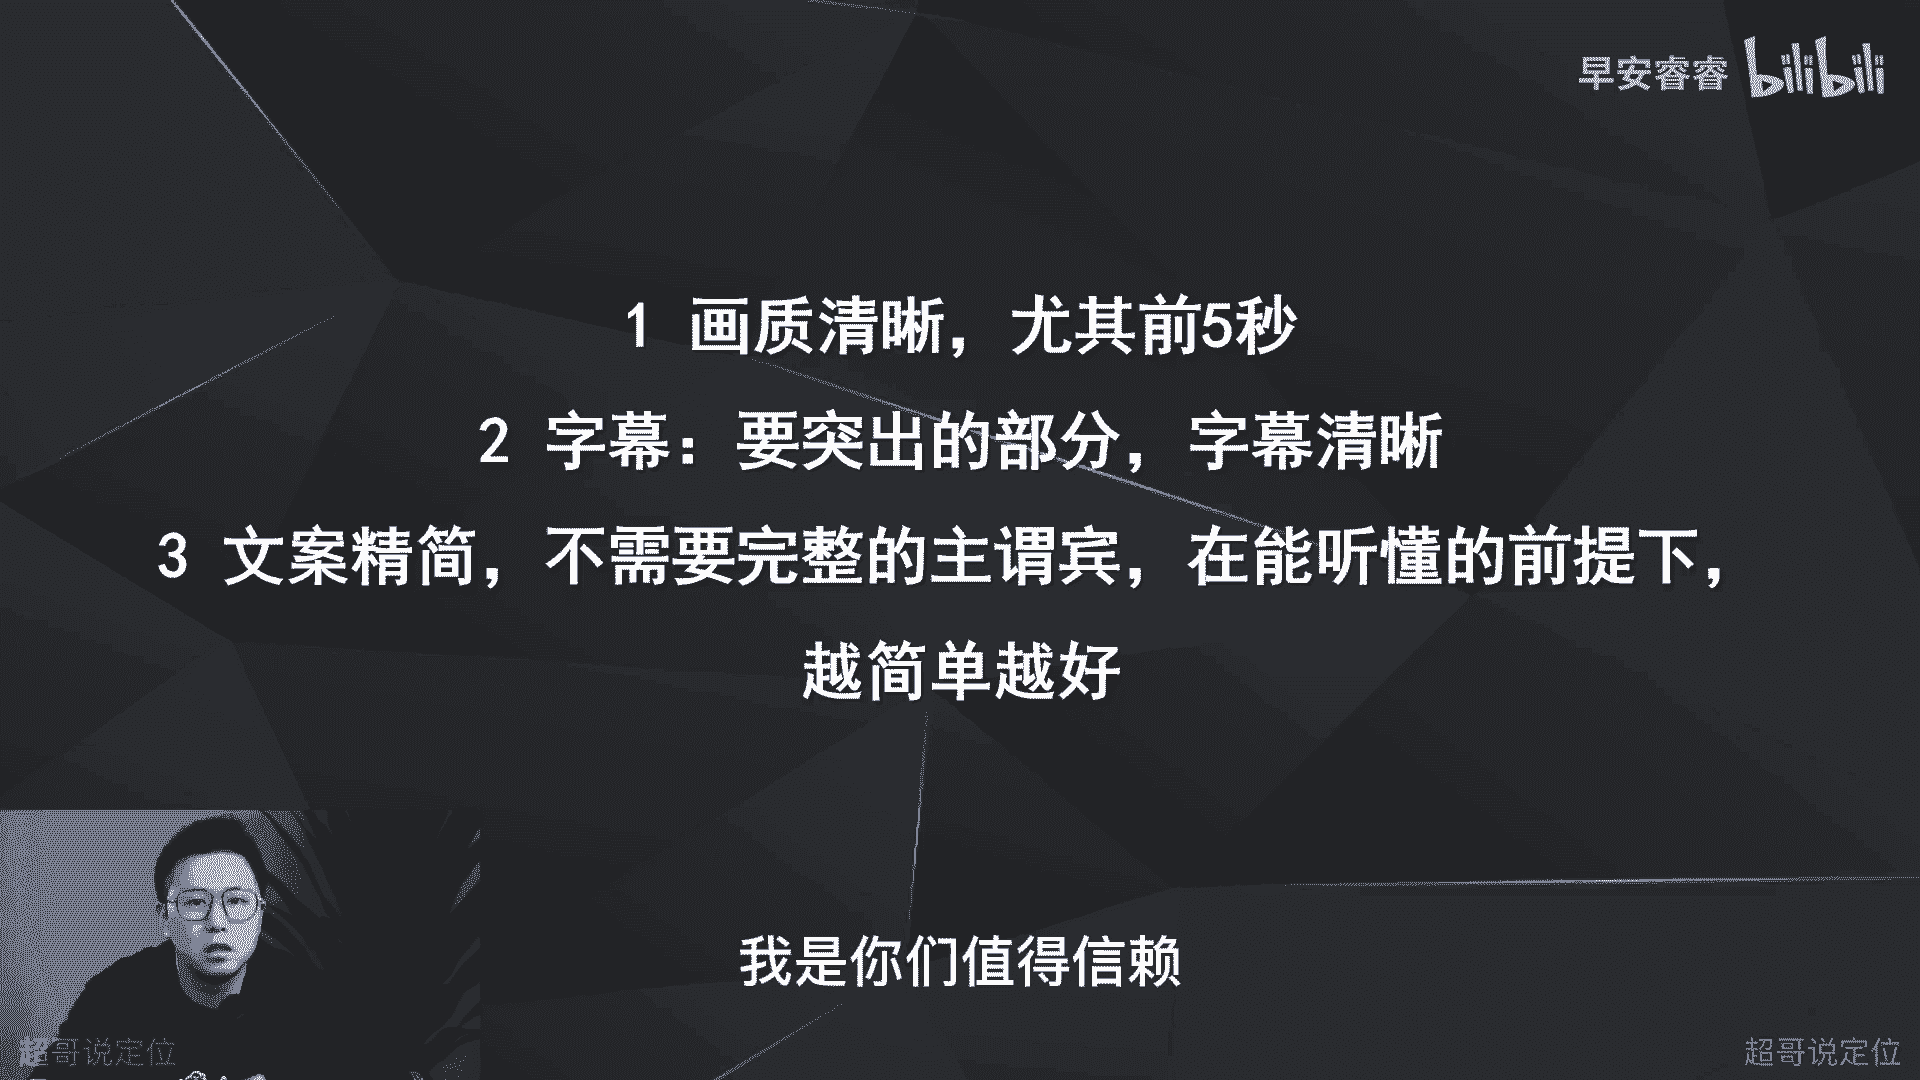 早安睿睿 bilibili
1 画质清晰，尤其前5秒
2 字幕：要突出的部分，字幕清晰
3 文案精简，不需要完整的主谓宾，在能听懂的前提下，
越简单越好
我是你们值得信赖
超哥说定位
超哥说定位